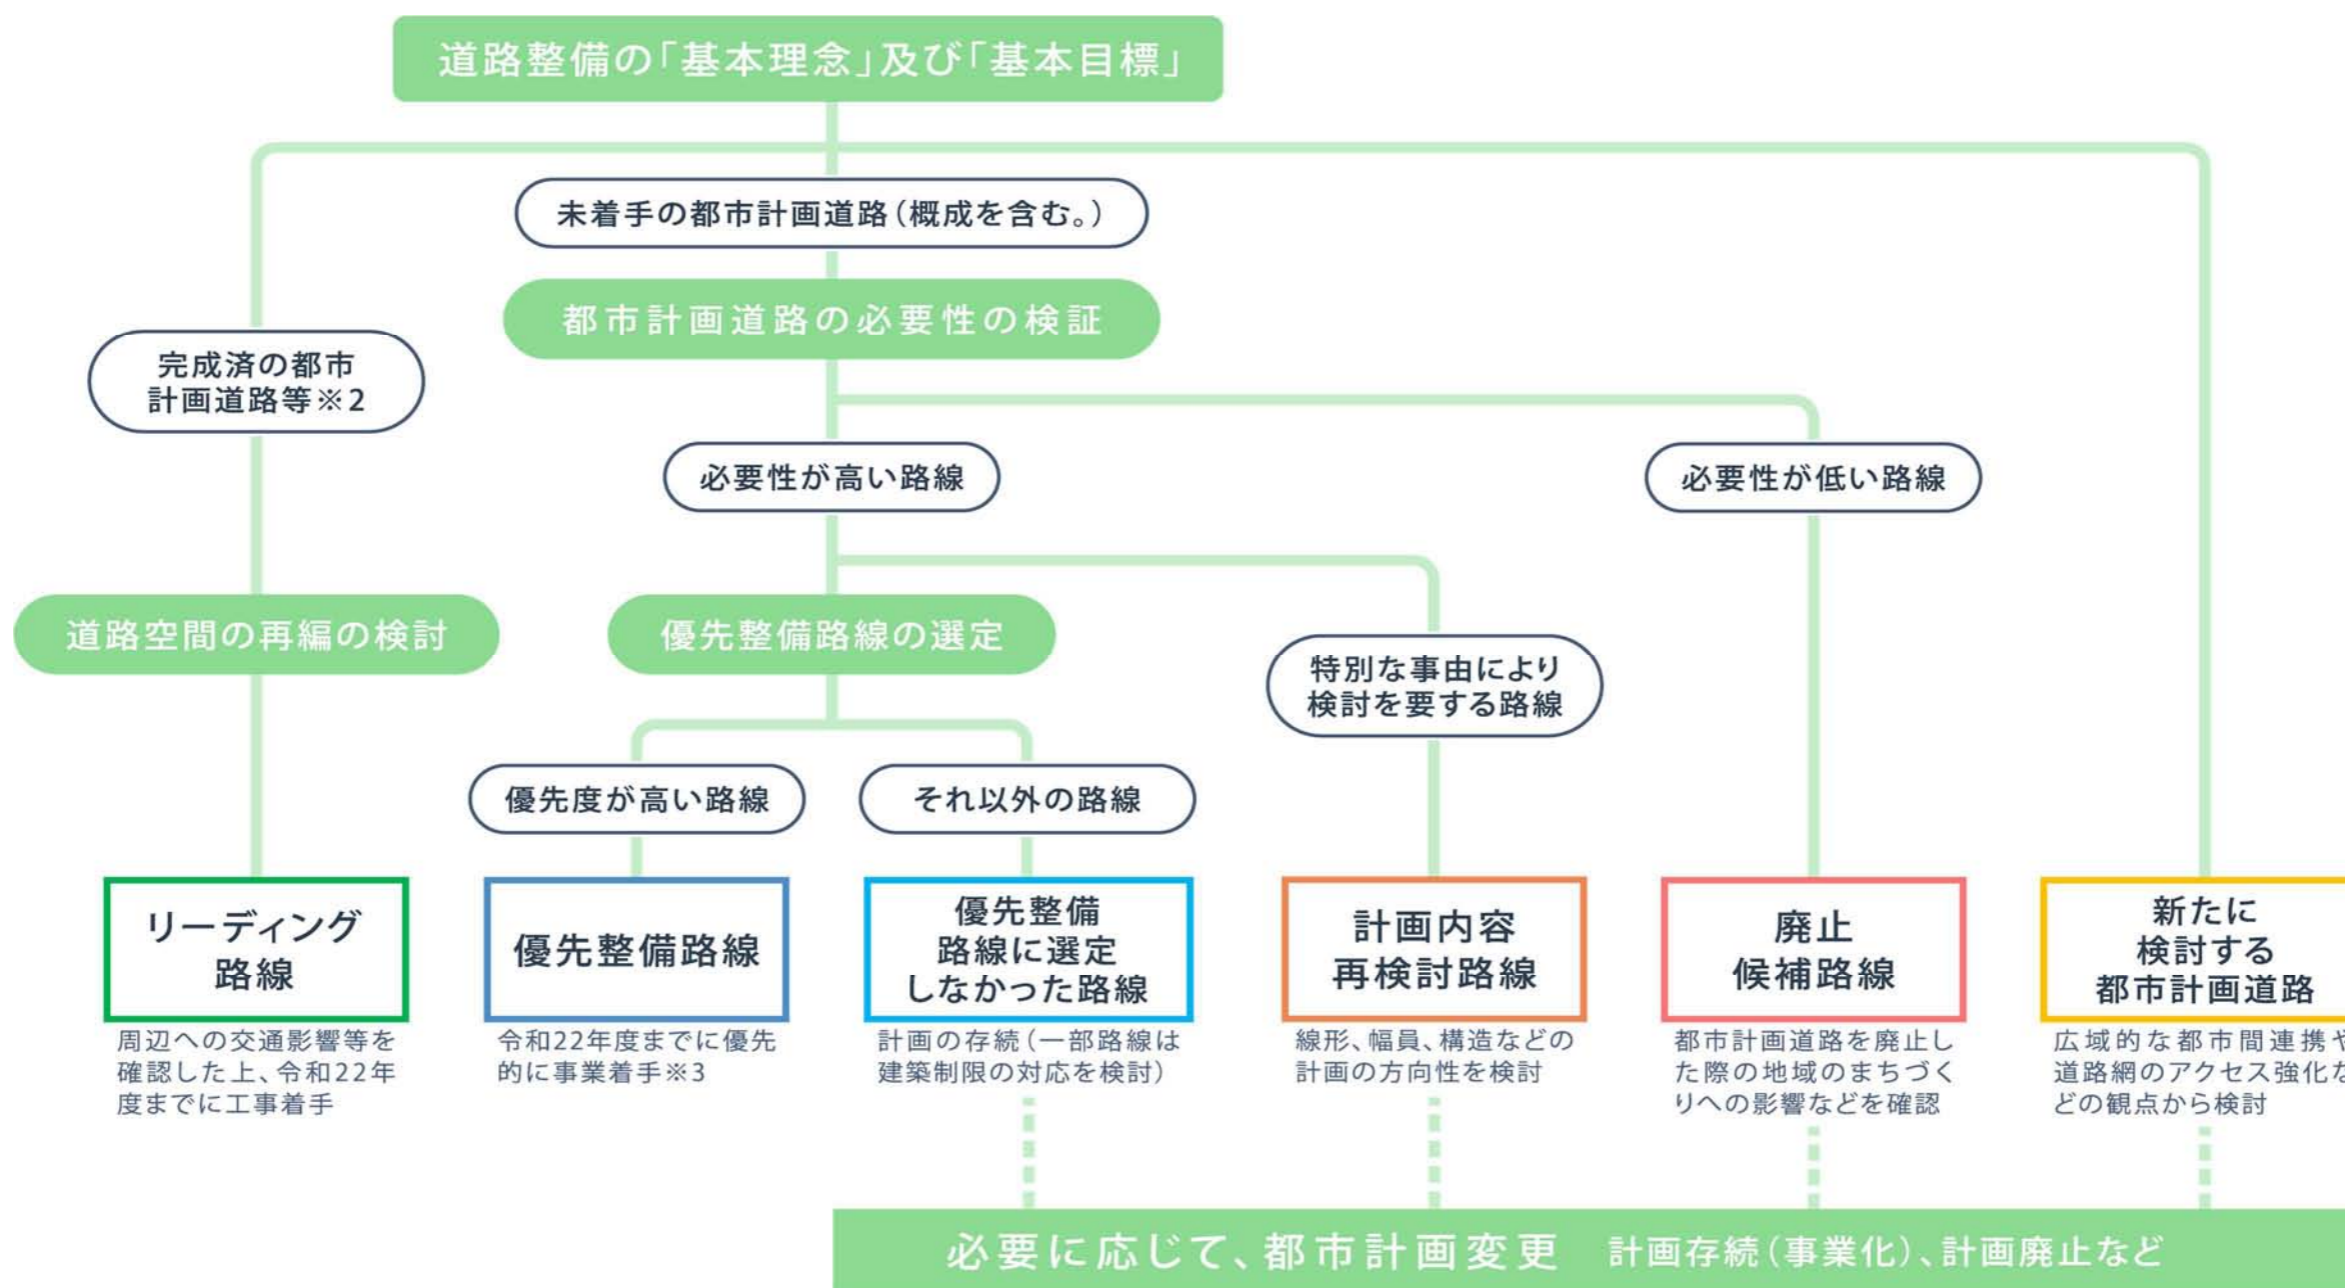 道路整備の「基本理念」及び「基本目標」
未着手の都市計画道路（概成を含む。）
都市計画道路の必要性の検証
完成済の都市
計画道路等※2
必要性が高い路線
必要性が低い路線
道路空間の再編の検討
優先整備路線の選定
特別な事由により
検討を要する路線
優先度が高い路線
それ以外の路線
リーディング
路線
周辺への交通影響等を
確認した上、令和22年
度までに工事着手
優先整備路線
令和22年度までに優先
的に事業着手※3
優先整備
路線に選定
しなかった路線
計画の存続（一部路線は
建築制限の対応を検討）
計画内容
再検討路線
線形、幅員、構造などの
計画の方向性を検討
廃止
候補路線
都市計画道路を廃止し
た際の地域のまちづく
りへの影響などを確認
新たに
検討する
都市計画道路
広域的な都市間連携や
道路網のアクセス強化な
どの観点から検討
必要に応じて、都市計画変更　計画存続（事業化）、計画廃止など